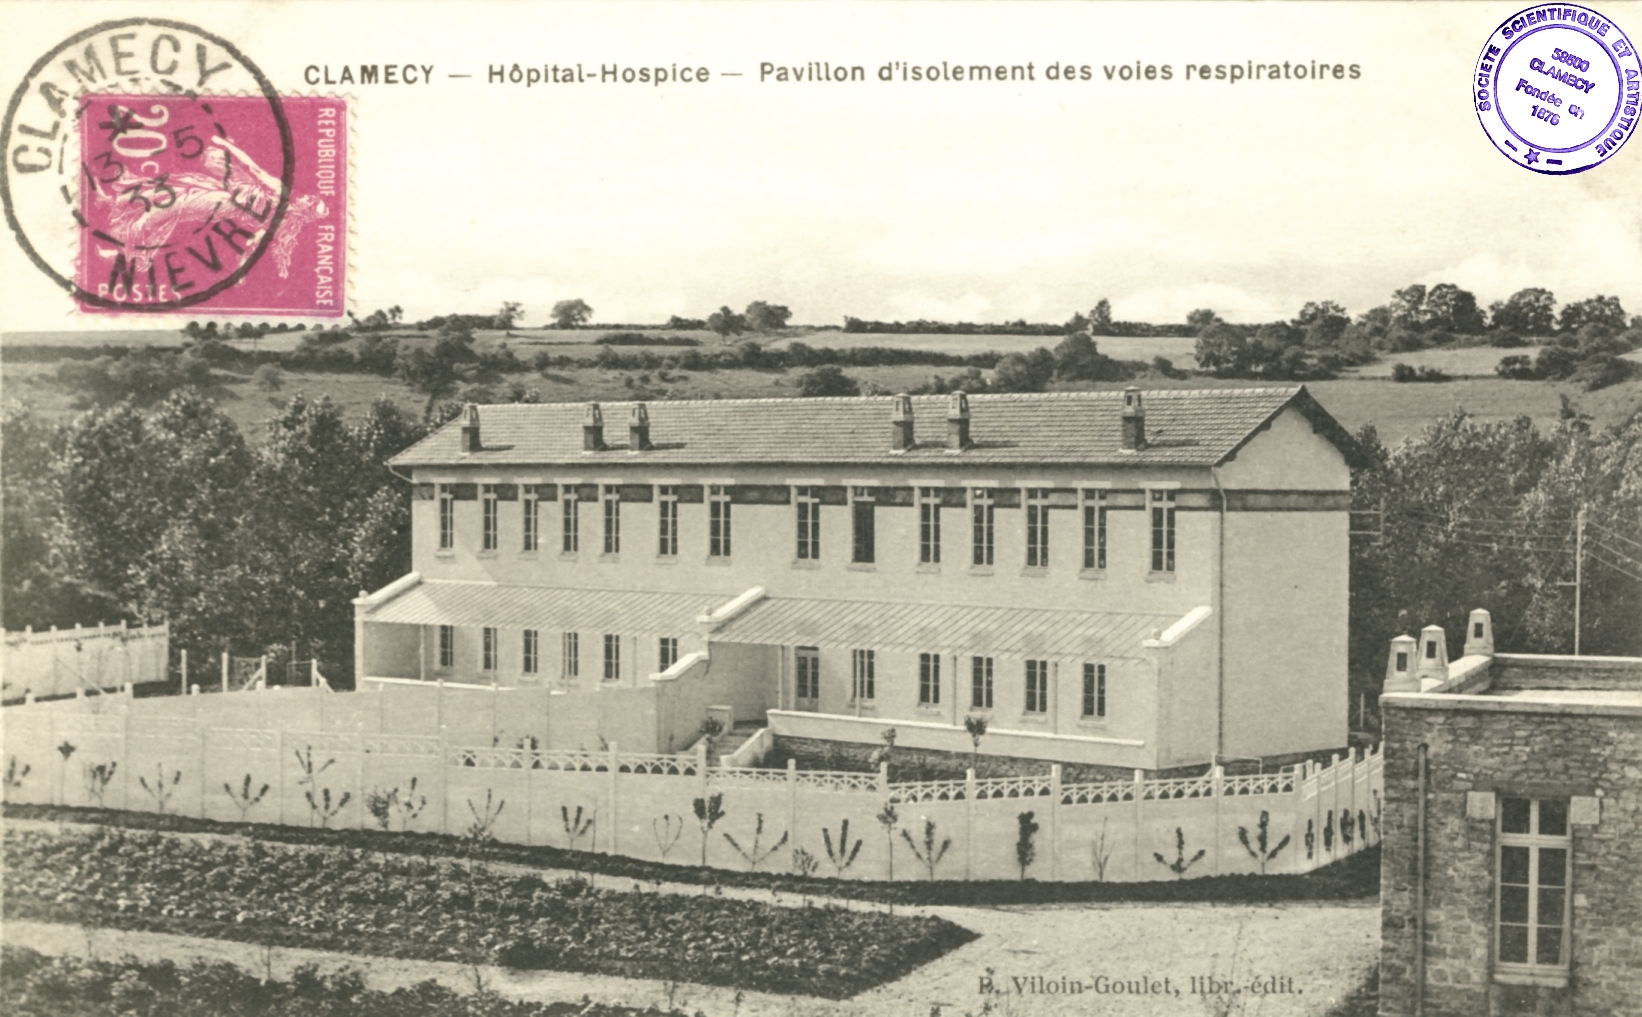 CLAMECY — Hôpital-Hospice — Pavillon d'isolement des voies respiratoires
CLAMECY
* 13-5
33
NIEVRE
20c
REPUBLIQUE FRANÇAISE
POSTES
SOCIETE SCIENTIFIQUE ET ARTISTIQUE
58500
CLAMECY
Fondée en
1876
B. Viloin-Goulet, libr.-édit.